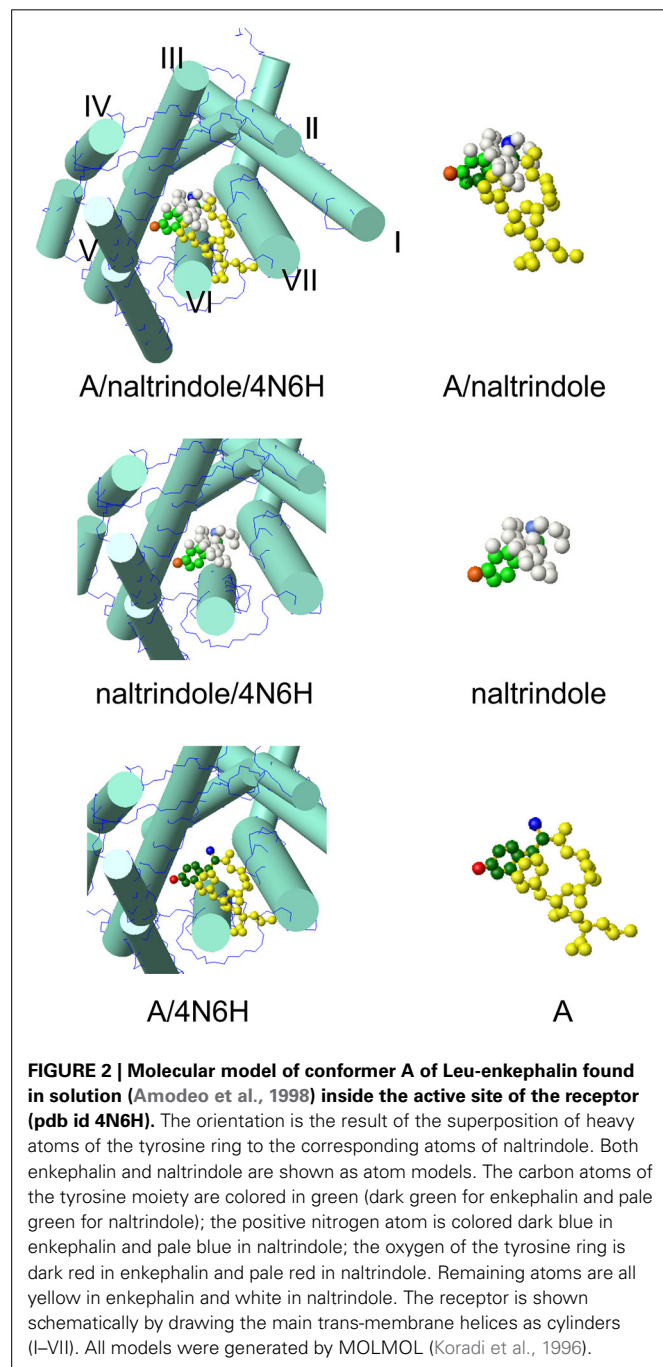 III
IV
II
I
V
VII
VI
A/naltrindole/4N6H
A/naltrindole
naltrindole/4N6H
naltrindole
A/4N6H
A
FIGURE 2 | Molecular model of conformer A of Leu-enkephalin found
in solution (Amodeo et al., 1998) inside the active site of the receptor
(pdb id 4N6H). The orientation is the result of the superposition of heavy
atoms of the tyrosine ring to the corresponding atoms of naltrindole. Both
enkephalin and naltrindole are shown as atom models. The carbon atoms of
the tyrosine moiety are colored in green (dark green for enkephalin and pale
green for naltrindole); the positive nitrogen atom is colored dark blue in
enkephalin and pale blue in naltrindole; the oxygen of the tyrosine ring is
dark red in enkephalin and pale red in naltrindole. Remaining atoms are all
yellow in enkephalin and white in naltrindole. The receptor is shown
schematically by drawing the main trans-membrane helices as cylinders
(I–VII). All models were generated by MOLMOL (Koradi et al., 1996).